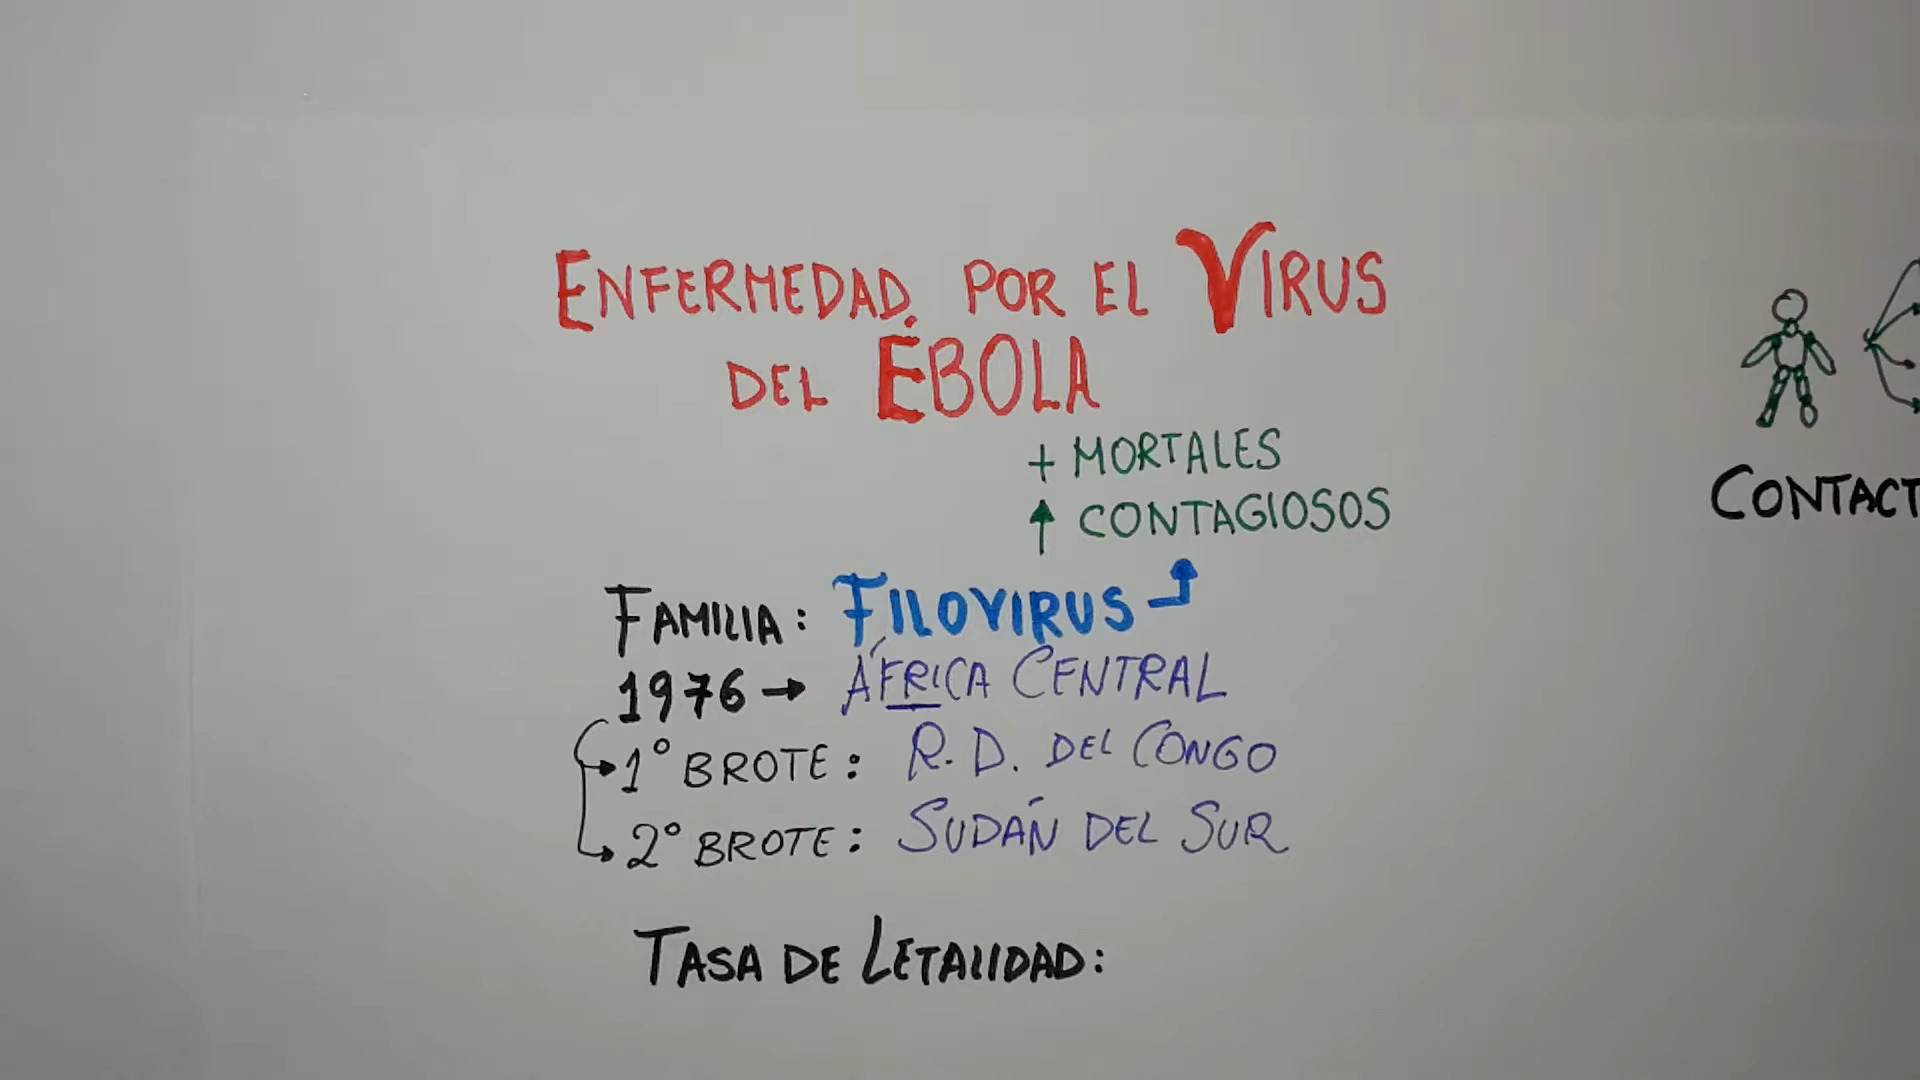 ENFERMEDAD POR EL VIRUS
DEL ÉBOLA
+ MORTALES
↑ CONTAGIOSOS
FAMILIA: FILOVIRUS
1976 → ÁFRICA CENTRAL
1° BROTE: R. D. DEL CONGO
2° BROTE: SUDÁN DEL SUR
TASA DE LETALIDAD:
CONTACT